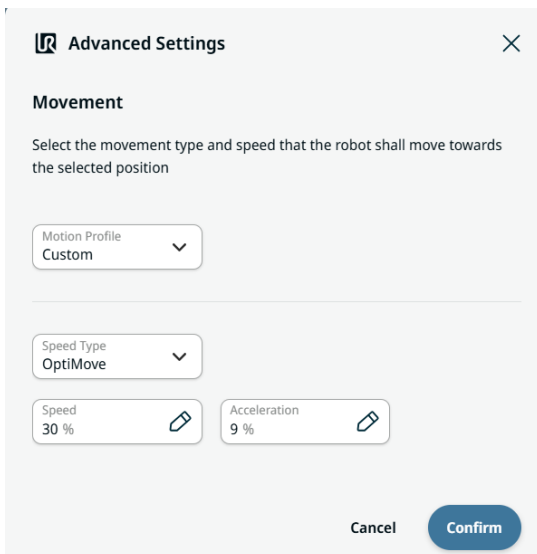 UR Advanced Settings
Movement
Select the movement type and speed that the robot shall move towards
the selected position
Motion Profile
Custom
Speed Type
OptiMove
Speed
30 %
Acceleration
9 %
Cancel
Confirm